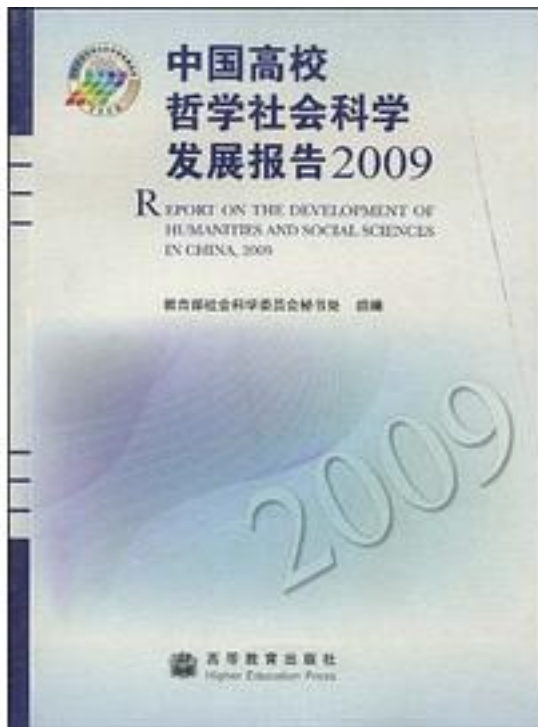 中国高校
哲学社会科学
发展报告2009
REPORT ON THE DEVELOPMENT OF
HUMANITIES AND SOCIAL SCIENCES
IN CHINA, 2009
教育部社会科学委员会秘书处 组编
2009
高等教育出版社
Higher Education Press